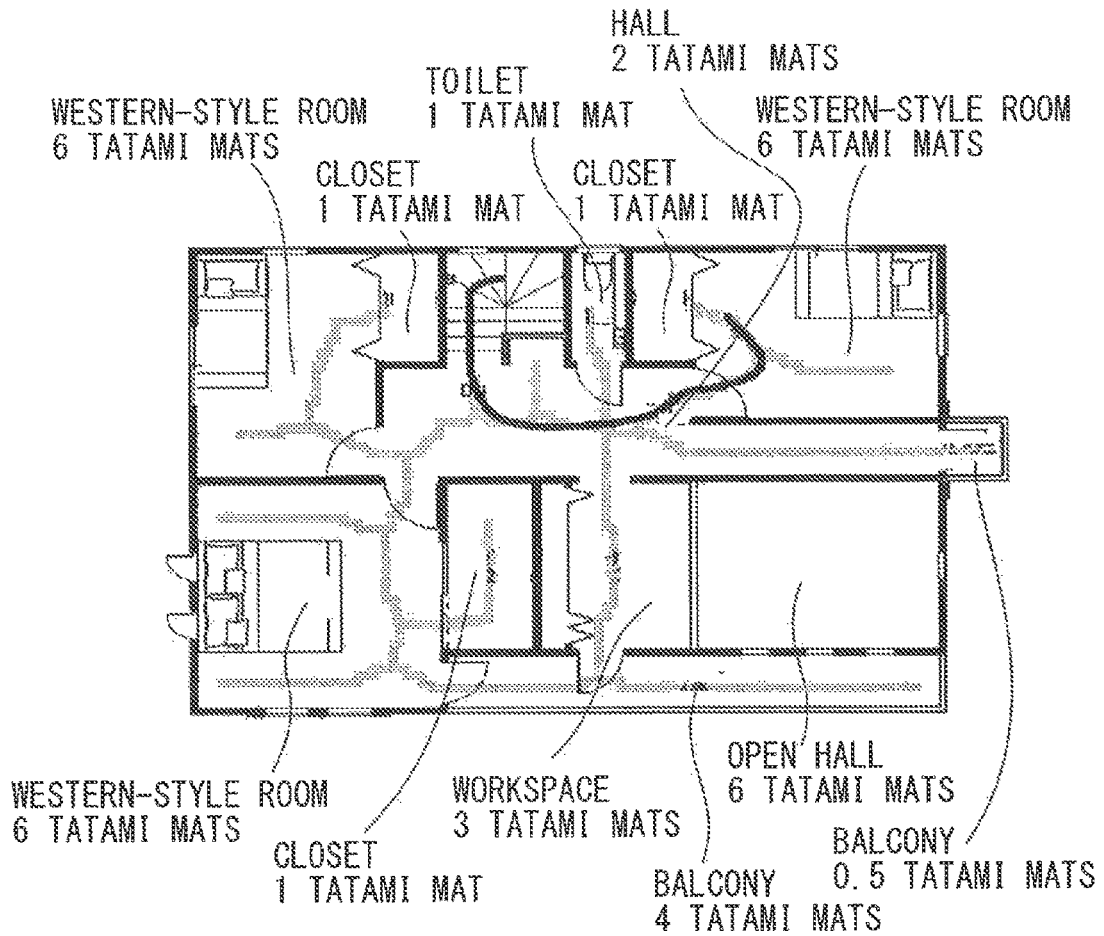 HALL
2 TATAMI MATS
TOILET
1 TATAMI MAT
WESTERN-STYLE ROOM
6 TATAMI MATS
WESTERN-STYLE ROOM
6 TATAMI MATS
CLOSET
1 TATAMI MAT
CLOSET
1 TATAMI MAT
WESTERN-STYLE ROOM
6 TATAMI MATS
CLOSET
1 TATAMI MAT
WORKSPACE
3 TATAMI MATS
BALCONY
4 TATAMI MATS
OPEN HALL
6 TATAMI MATS
BALCONY
0.5 TATAMI MATS